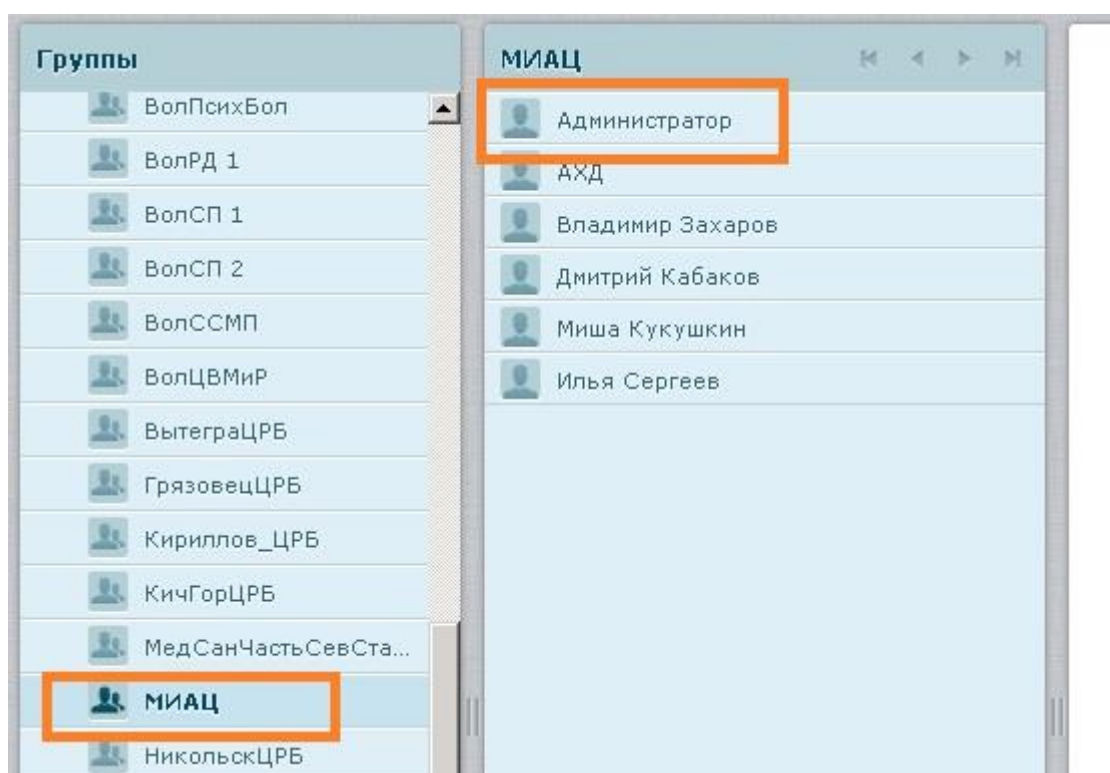 Группы
ВолПсихБол
ВолРД 1
ВолСП 1
ВолСП 2
ВолССМП
ВолЦВМиР
ВытеграЦРБ
ГрязовецЦРБ
Кириллов_ЦРБ
КичГорЦРБ
МедСанЧастьСевСта...
МИАЦ
НикольскЦРБ
МИАЦ
Администратор
АХД
Владимир Захаров
Дмитрий Кабаков
Миша Кукушкин
Илья Сергеев